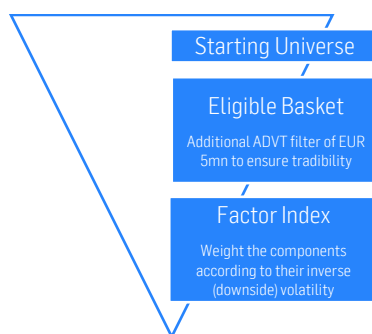 Starting Universe
Eligible Basket
Additional ADVT filter of EUR
5mn to ensure tradibility
Factor Index
Weight the components
according to their inverse
(downside) volatility